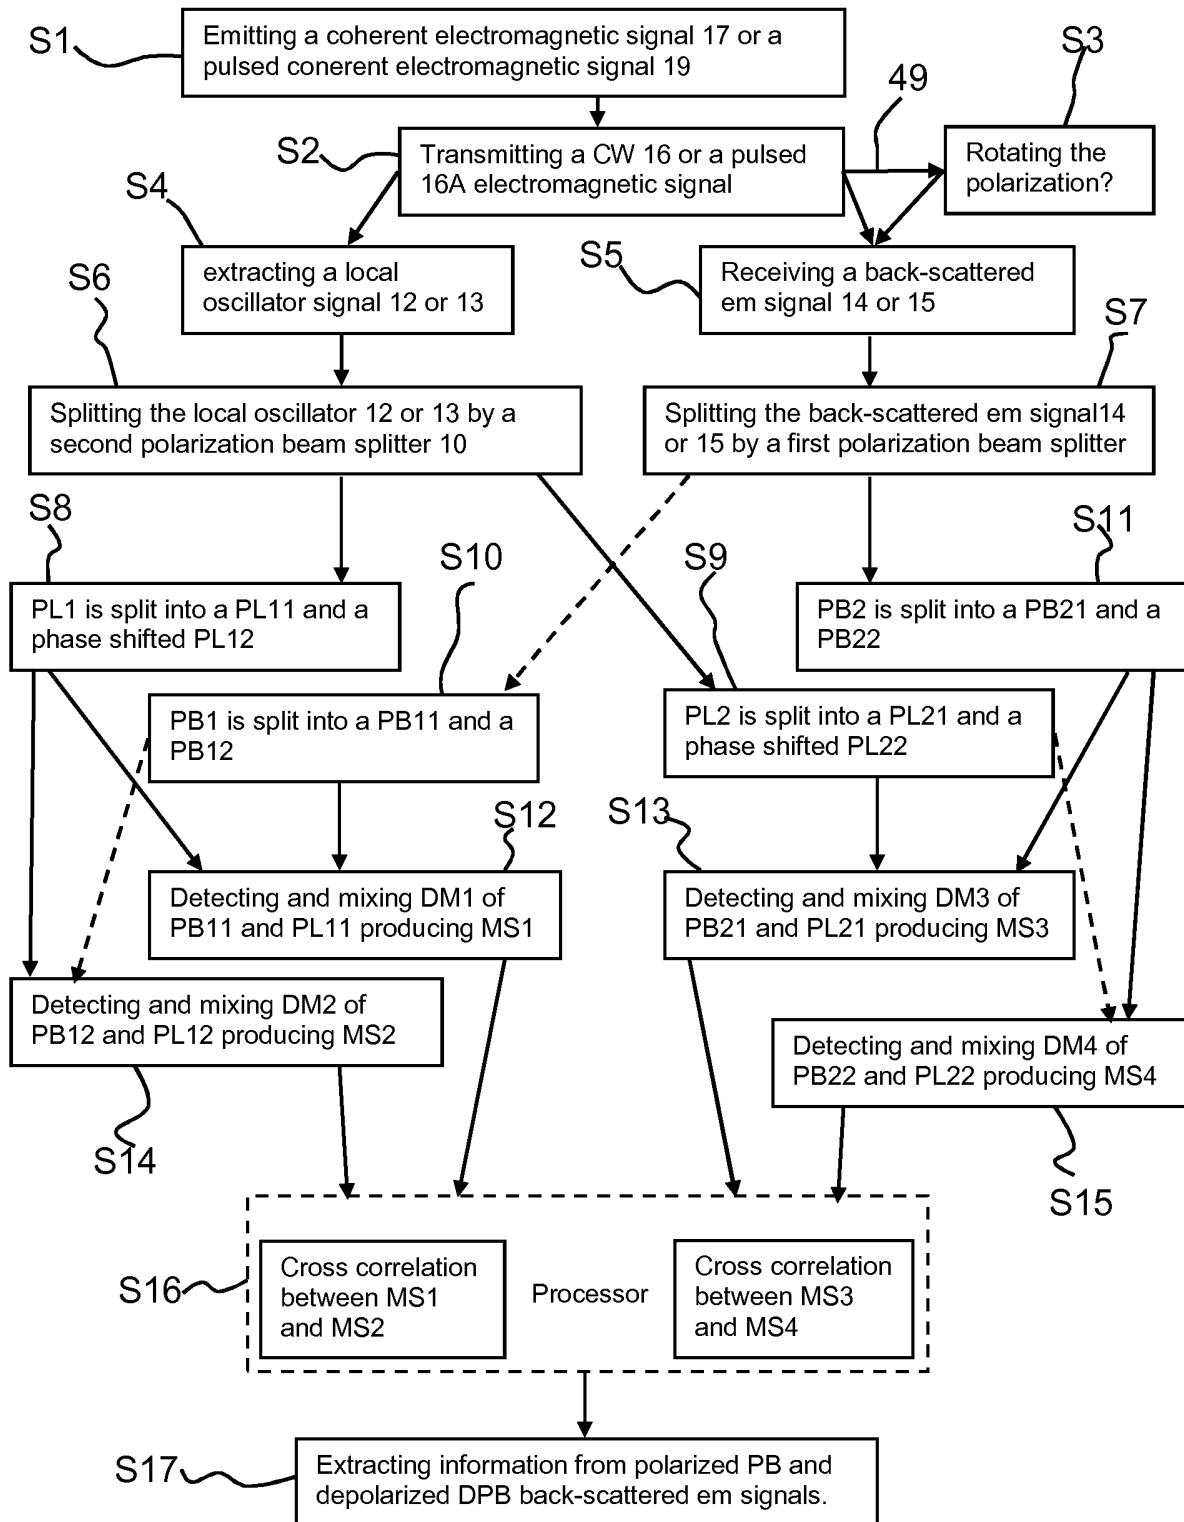 S1
Emitting a coherent electromagnetic signal 17 or a
pulsed conerent electromagnetic signal 19
S3
49
S2
Transmitting a CW 16 or a pulsed
16A electromagnetic signal
Rotating the
polarization?
S4
extracting a local
oscillator signal 12 or 13
S5
Receiving a back-scattered
em signal 14 or 15
S6
Splitting the local oscillator 12 or 13 by a
second polarization beam splitter 10
S7
Splitting the back-scattered em signal14
or 15 by a first polarization beam splitter
S8
PL1 is split into a PL11 and a
phase shifted PL12
S11
PB2 is split into a PB21 and a
PB22
S10
PB1 is split into a PB11 and a
PB12
S9
PL2 is split into a PL21 and a
phase shifted PL22
S12
Detecting and mixing DM1 of
PB11 and PL11 producing MS1
S13
Detecting and mixing DM3 of
PB21 and PL21 producing MS3
Detecting and mixing DM2 of
PB12 and PL12 producing MS2
S14
Detecting and mixing DM4 of
PB22 and PL22 producing MS4
S15
S16
Cross correlation
between MS1
and MS2
Processor
Cross correlation
between MS3
and MS4
S17
Extracting information from polarized PB and
depolarized DPB back-scattered em signals.